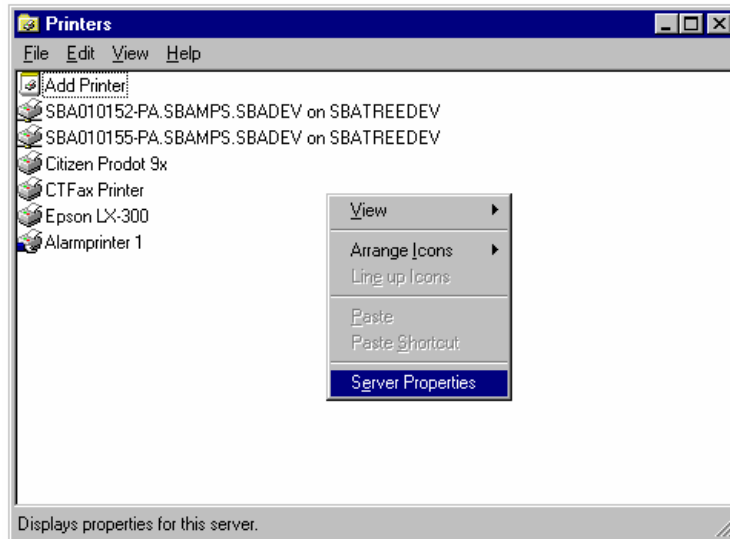 Printers
File Edit View Help
Add Printer
SBA010152-PA.SBAMPS.SBADEV on SBATREEDEV
SBA010155-PA.SBAMPS.SBADEV on SBATREEDEV
Citizen Prodot 9x
CTFax Printer
Epson LX-300
Alarmprinter 1
View
Arrange Icons
Line up Icons
Paste
Paste Shortcut
Server Properties
Displays properties for this server.